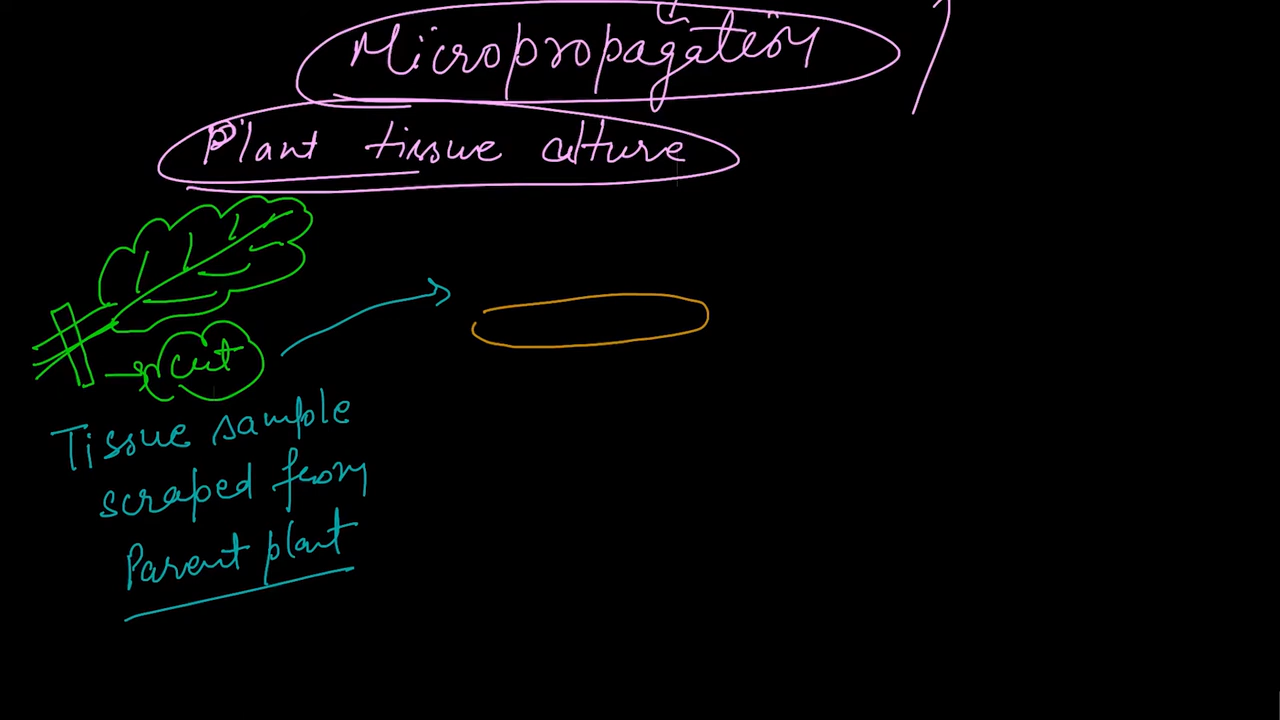 Micropropagation
Plant tissue culture
cut
Tissue sample
scraped from
Parent plant